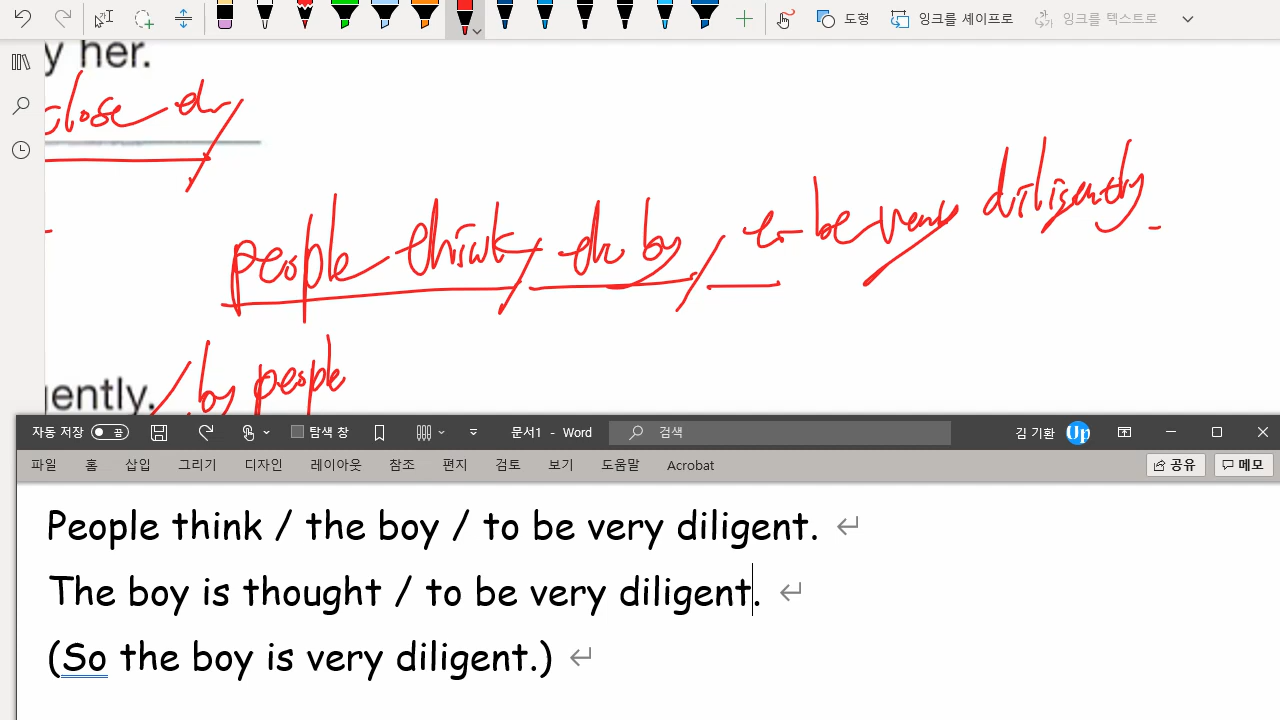 도형
잉크를 셰이프로
잉크를 텍스트로
y her.
close
people think / the boy / to be very diligently.
ently. / by people
자동 저장 끔
탐색 창
문서1 - Word
검색
김 기환
Up
파일 홈 삽입 그리기 디자인 레이아웃 참조 편지 검토 보기 도움말 Acrobat
공유 메모
People think / the boy / to be very diligent.
The boy is thought / to be very diligent.
(So the boy is very diligent.)